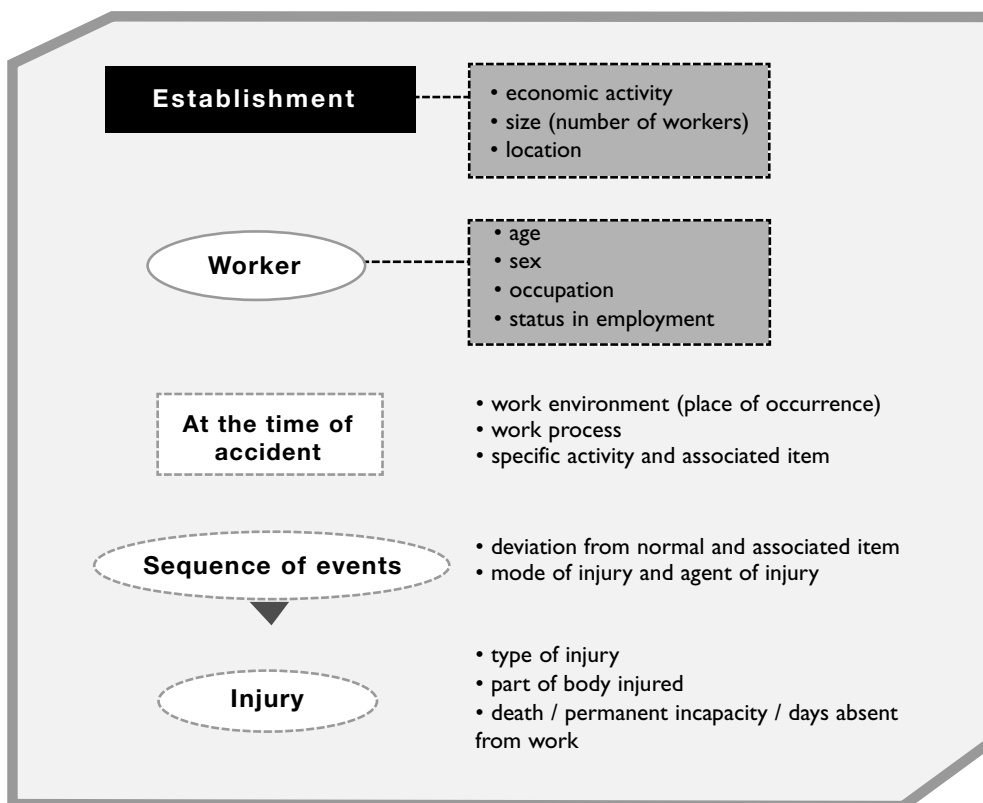 Establishment
• economic activity
• size (number of workers)
• location
Worker
• age
• sex
• occupation
• status in employment
At the time of
accident
• work environment (place of occurrence)
• work process
• specific activity and associated item
Sequence of events
• deviation from normal and associated item
• mode of injury and agent of injury
Injury
• type of injury
• part of body injured
• death / permanent incapacity / days absent
from work